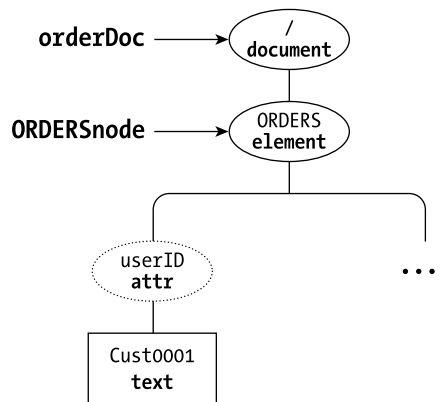 orderDoc
/
document
ORDERSnode
ORDERS
element
userID
attr
...
Cust0001
text